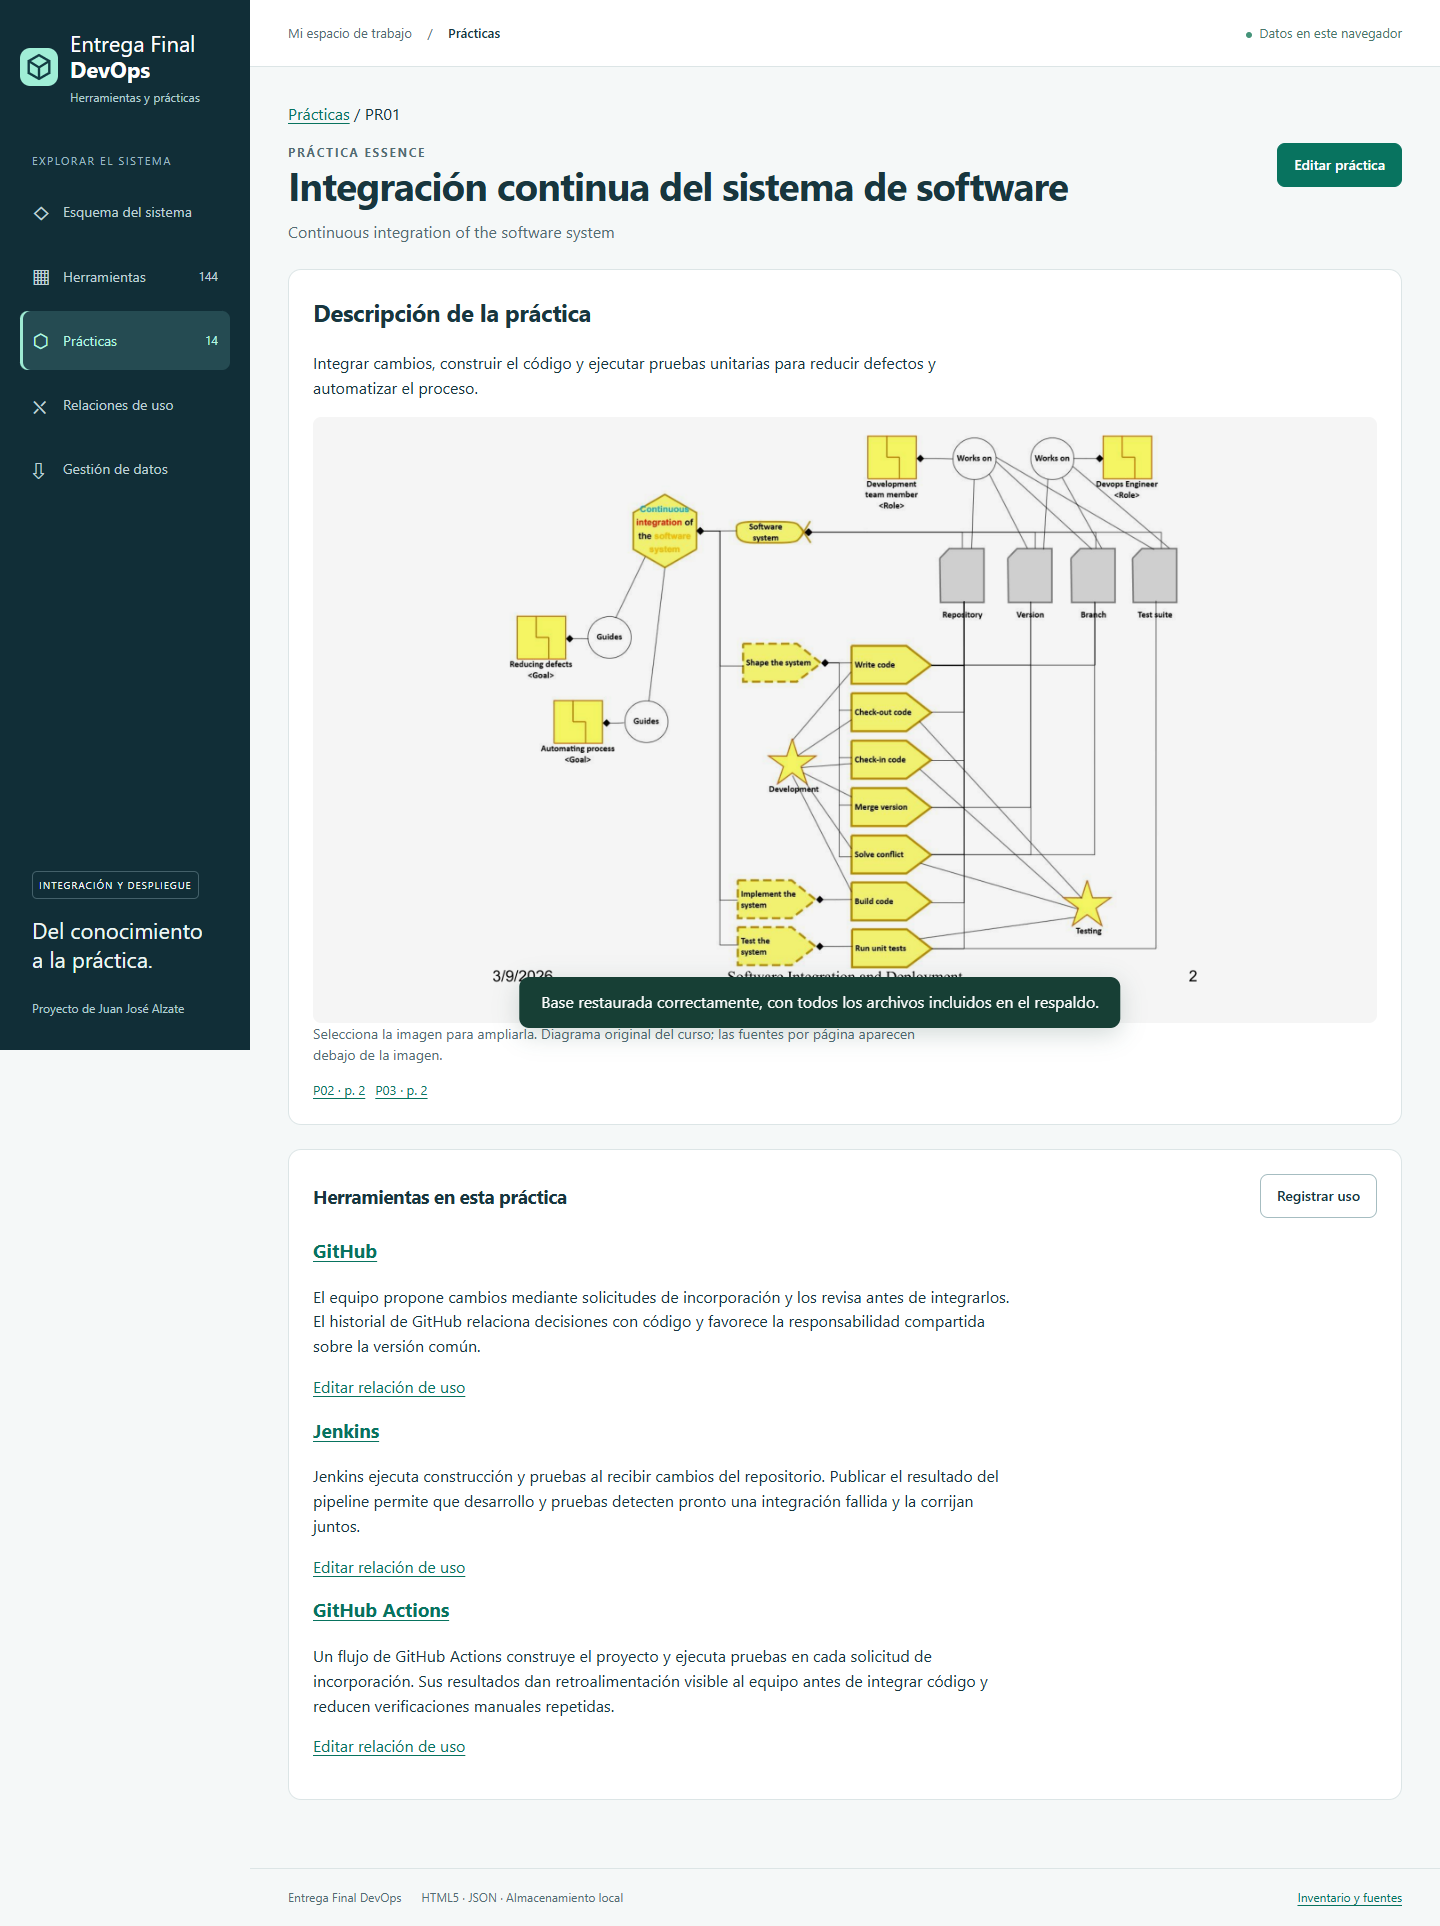 Entrega Final
DevOps
Herramientas y prácticas
EXPLORAR EL SISTEMA
Esquema del sistema
Herramientas 144
Prácticas 14
Relaciones de uso
Gestión de datos
INTEGRACIÓN Y DESPLIEGUE
Del conocimiento
a la práctica.
Proyecto de Juan José Alzate
Mi espacio de trabajo / Prácticas
Datos en este navegador
Prácticas / PR01
PRÁCTICA ESSENCE
Integración continua del sistema de software
Continuous integration of the software system
Editar práctica
Descripción de la práctica
Integrar cambios, construir el código y ejecutar pruebas unitarias para reducir defectos y
automatizar el proceso.
Development
team member
<Role>
Works on
Works on
Devops Engineer
<Role>
Continuous
integration of
the software
system
Software
system
Repository
Version
Branch
Test suite
Guides
Reducing defects
<Goal>
Guides
Automating process
<Goal>
Shape the system
Write code
Check-out code
Check-in code
Development
Merge version
Solve conflict
Implement the
system
Build code
Testing
Test the
system
Run unit tests
3/9/2026
Software Integration and Deployment
2
Base restaurada correctamente, con todos los archivos incluidos en el respaldo.
Selecciona la imagen para ampliarla. Diagrama original del curso; las fuentes por página aparecen
debajo de la imagen.
P02 · p. 2 P03 · p. 2
Herramientas en esta práctica
Registrar uso
GitHub
El equipo propone cambios mediante solicitudes de incorporación y los revisa antes de integrarlos.
El historial de GitHub relaciona decisiones con código y favorece la responsabilidad compartida
sobre la versión común.
Editar relación de uso
Jenkins
Jenkins ejecuta construcción y pruebas al recibir cambios del repositorio. Publicar el resultado del
pipeline permite que desarrollo y pruebas detecten pronto una integración fallida y la corrijan
juntos.
Editar relación de uso
GitHub Actions
Un flujo de GitHub Actions construye el proyecto y ejecuta pruebas en cada solicitud de
incorporación. Sus resultados dan retroalimentación visible al equipo antes de integrar código y
reducen verificaciones manuales repetidas.
Editar relación de uso
Entrega Final DevOps HTML5 · JSON · Almacenamiento local
Inventario y fuentes